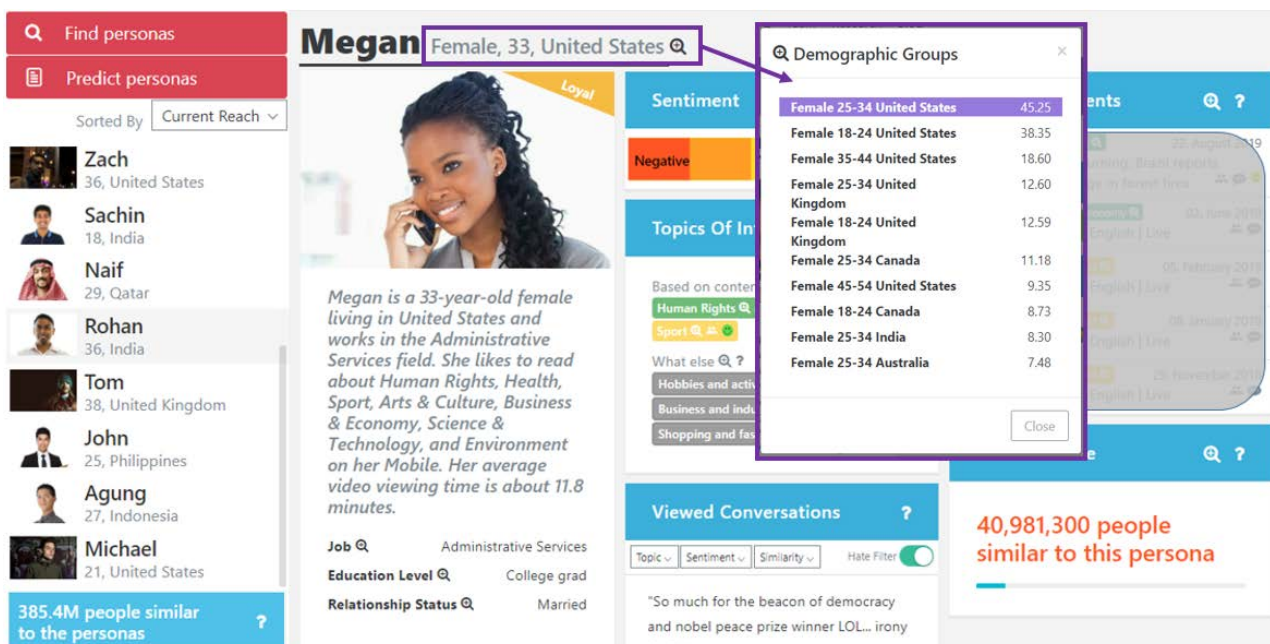 Find personas
Predict personas
Sorted By Current Reach
Zach
36, United States
Sachin
18, India
Naif
29, Qatar
Rohan
36, India
Tom
38, United Kingdom
John
25, Philippines
Agung
27, Indonesia
Michael
21, United States
385.4M people similar
to the personas
?
Megan Female, 33, United States
Loyal
Megan is a 33-year-old female
living in United States and
works in the Administrative
Services field. She likes to read
about Human Rights, Health,
Sport, Arts & Culture, Business
& Economy, Science &
Technology, and Environment
on her Mobile. Her average
video viewing time is about 11.8
minutes.
Job Administrative Services
Education Level College grad
Relationship Status Married
Sentiment
Negative
Topics Of
Based on
Human Rights
Sport
What else ?
Hobbies and
Business and
Shopping and
Viewed Conversations ?
Topic Sentiment Similarity Hate Filter
"So much for the beacon of democracy
and nobel peace prize winner LOL... irony
Demographic Groups ×
Female 25-34 United States 45.25
Female 18-24 United States 38.35
Female 35-44 United States 18.60
Female 25-34 United 12.60
Kingdom
Female 18-24 United 12.59
Kingdom
Female 25-34 Canada 11.18
Female 45-54 United States 9.35
Female 18-24 Canada 8.73
Female 25-34 India 8.30
Female 25-34 Australia 7.48
Close
?
22. August 2019
03. June 2019
English | Live
05. February 2019
English | Live
08. January 2019
English | Live
25. November 2018
English | Live
?
40,981,300 people
similar to this persona